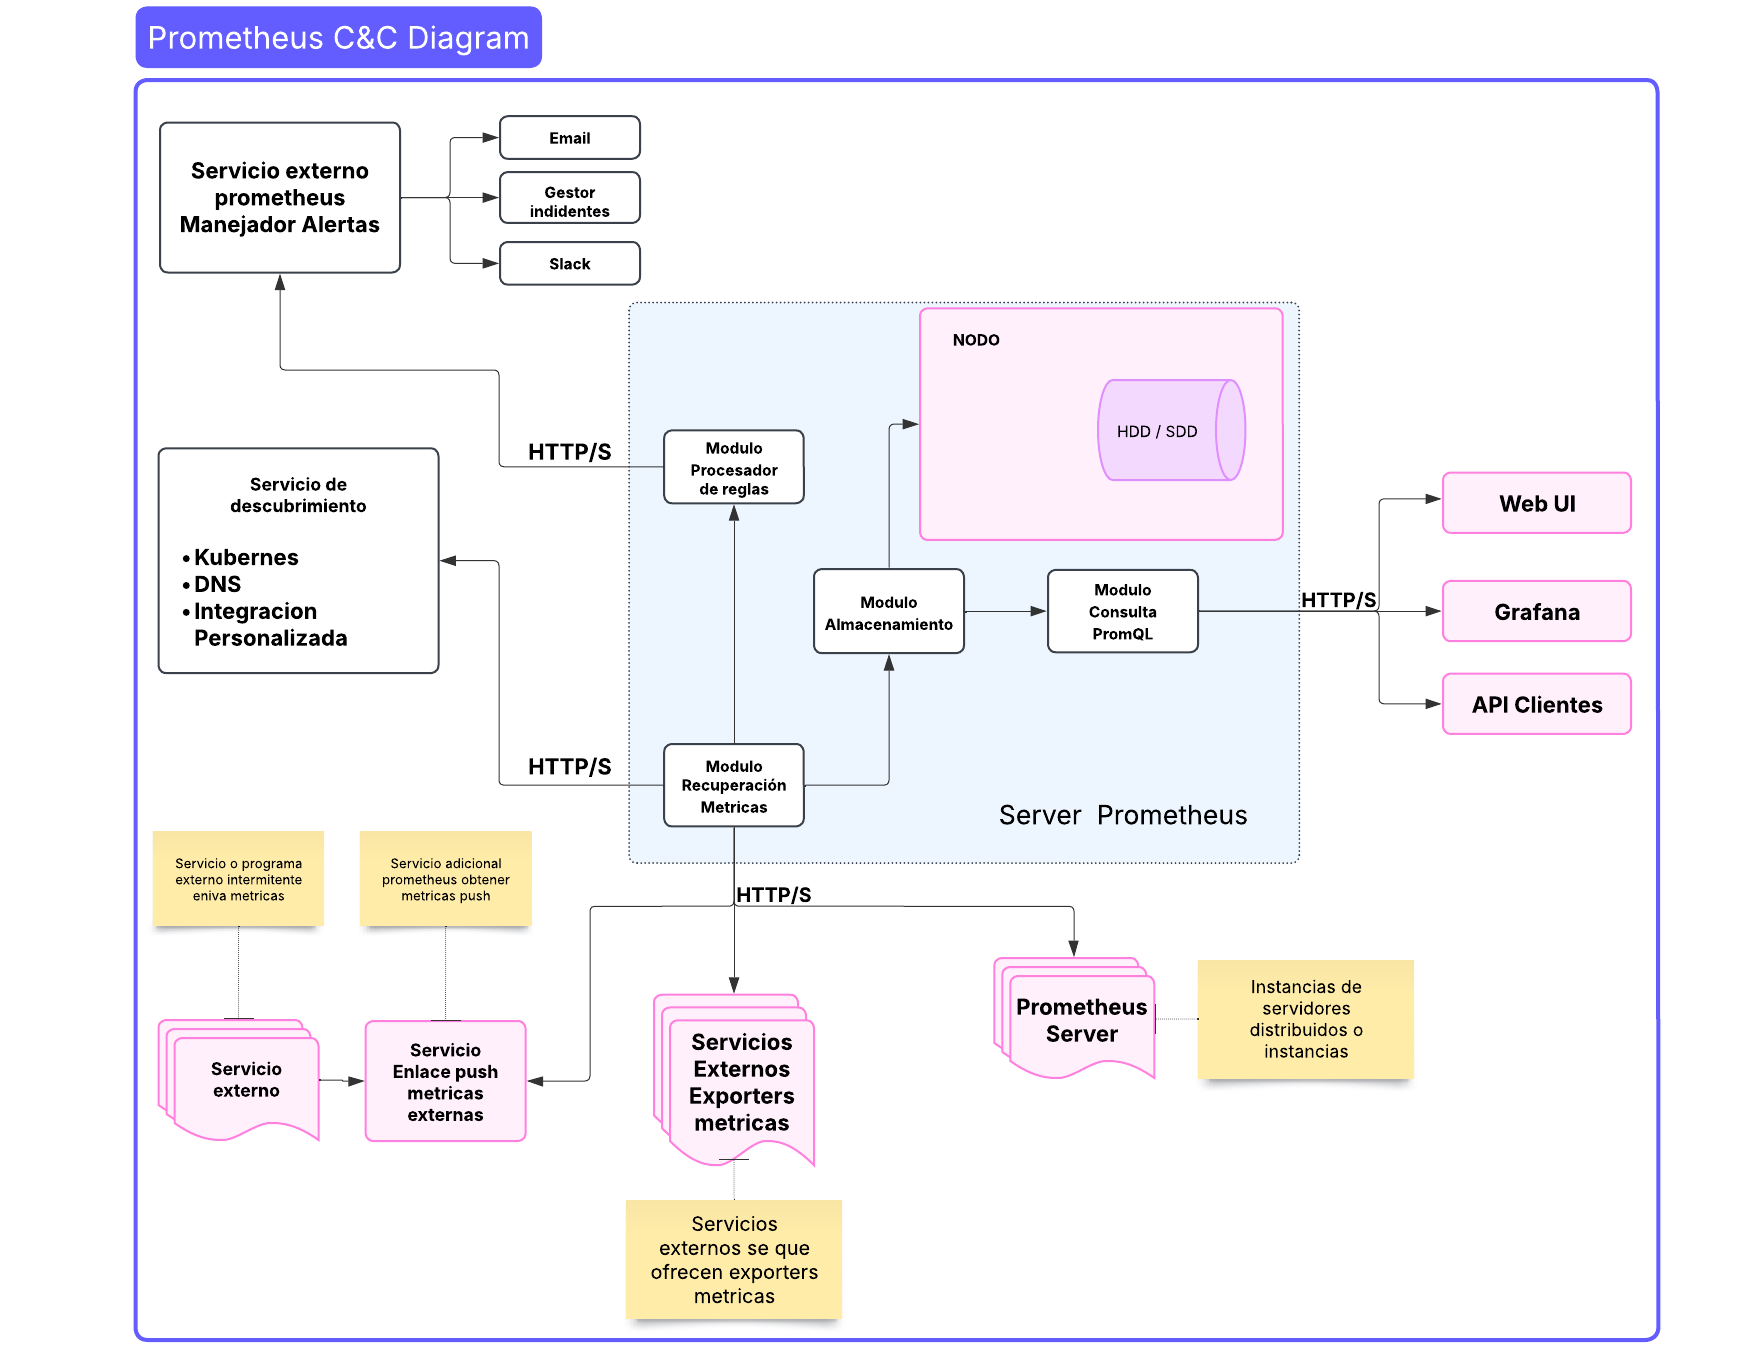 Prometheus C&C Diagram
Servicio externo
prometheus
Manejador Alertas
Email
Gestor
indidentes
Slack
NODO
HDD / SDD
HTTP/S
Modulo
Procesador
de reglas
Servicio de
descubrimiento
•Kubernes
•DNS
•Integracion
Personalizada
Modulo
Almacenamiento
Modulo
Consulta
PromQL
HTTP/S
Web UI
Grafana
API Clientes
HTTP/S
Modulo
Recuperación
Metricas
Server Prometheus
Servicio o programa
externo intermitente
eniva metricas
Servicio adicional
prometheus obtener
metricas push
HTTP/S
Servicio
externo
Servicio
Enlace push
metricas
externas
Servicios
Externos
Exporters
metricas
Prometheus
Server
Instancias de
servidores
distribuidos o
instancias
Servicios
externos se que
ofrecen exporters
metricas